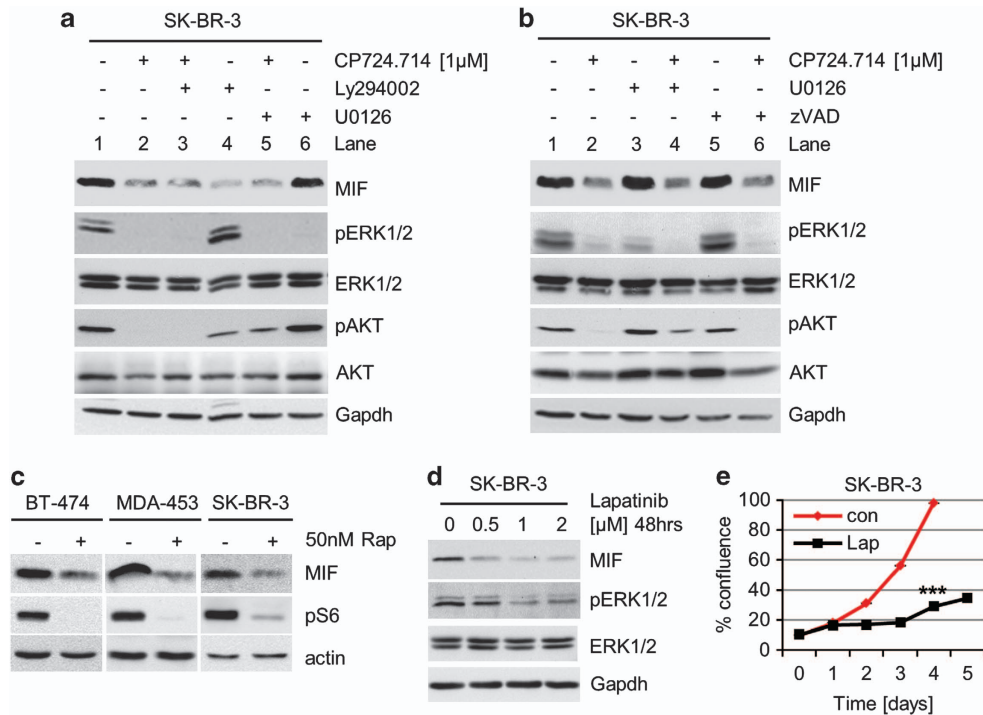 a
SK-BR-3
- + + - + - CP724.714 [1µM]
- - + + - - Ly294002
- - - - + + U0126
1 2 3 4 5 6 Lane
MIF
pERK1/2
ERK1/2
pAKT
AKT
Gapdh
b
SK-BR-3
- + - + - + CP724.714 [1µM]
- - + + - - U0126
- - - - + + zVAD
1 2 3 4 5 6 Lane
MIF
pERK1/2
ERK1/2
pAKT
AKT
Gapdh
c
BT-474 MDA-453 SK-BR-3
- + - + - + 50nM Rap
MIF
pS6
actin
d
SK-BR-3
Lapatinib
0 0.5 1 2 [µM] 48hrs
MIF
pERK1/2
ERK1/2
Gapdh
e
SK-BR-3
% confluence
100
80
60
40
20
0
con
Lap
***
0 1 2 3 4 5
Time [days]